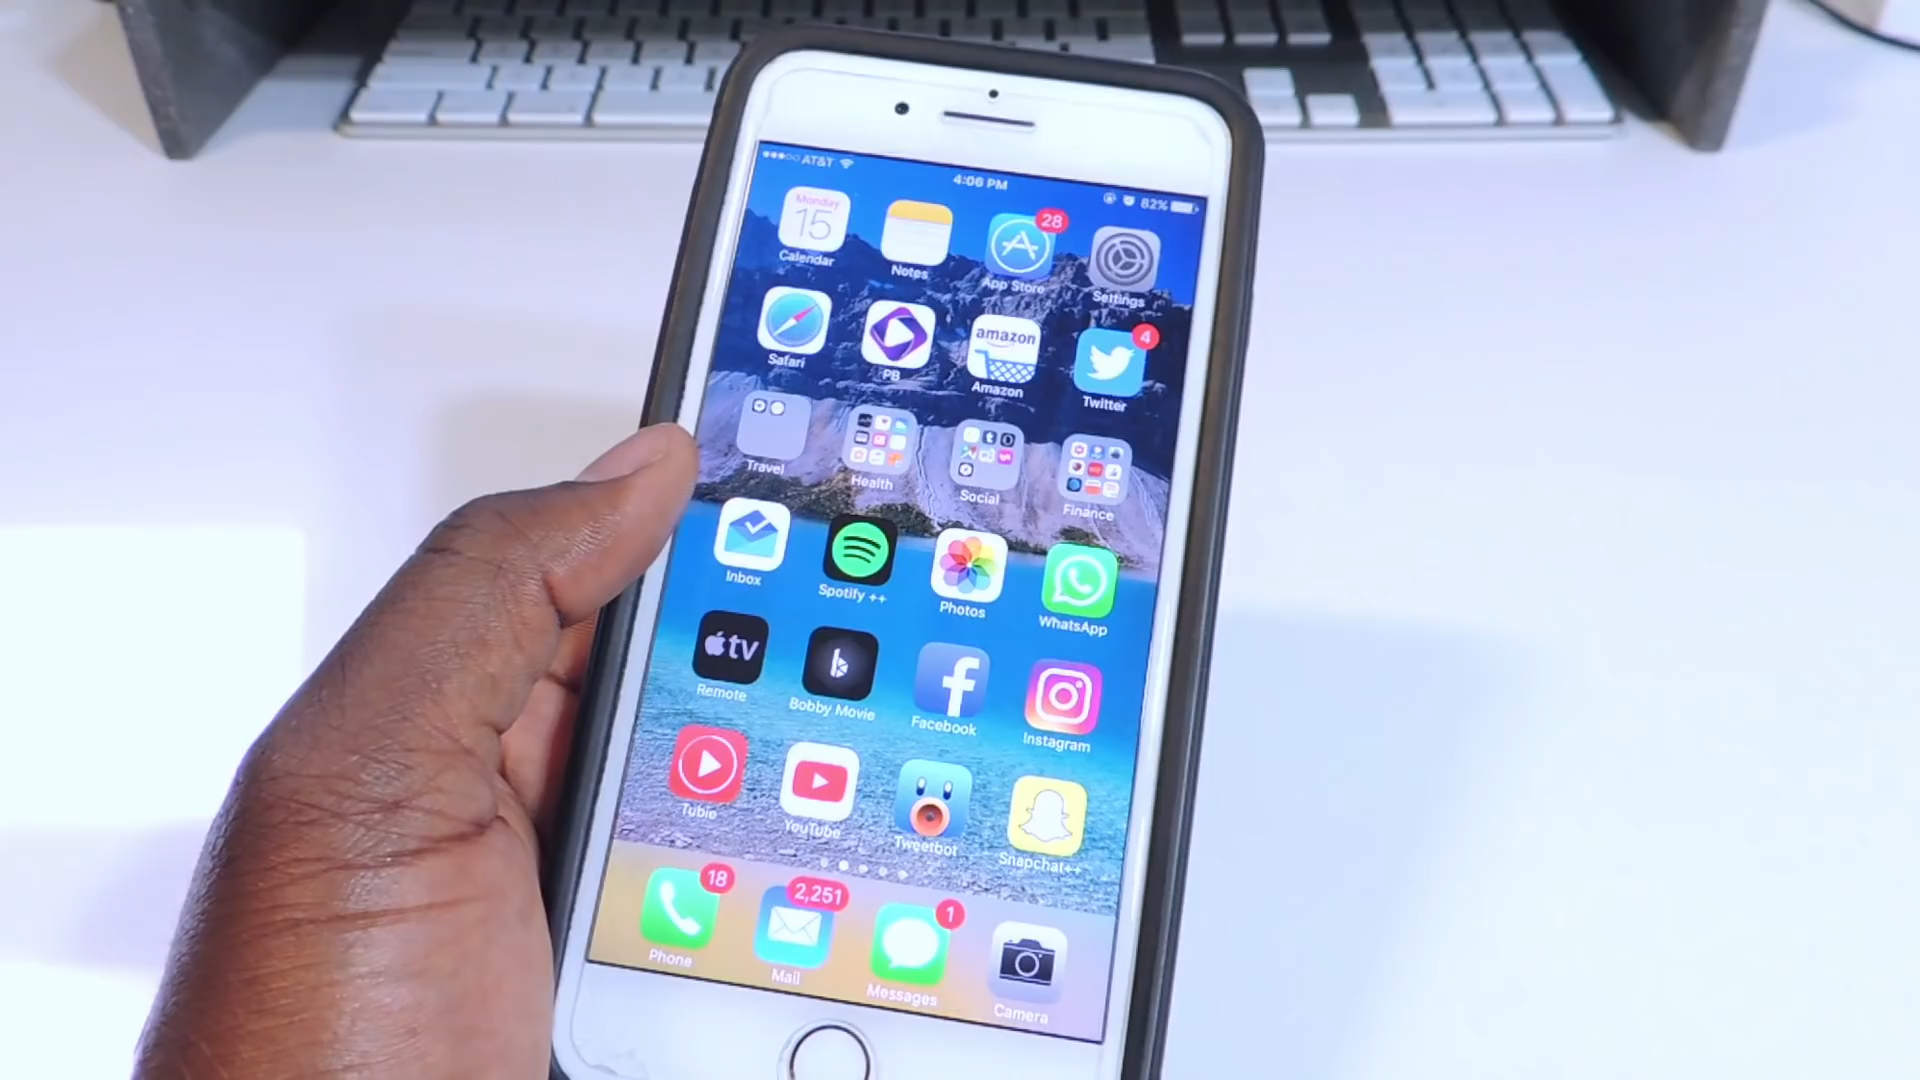 AT&T
4:06 PM
82%
Monday
15
28
Calendar
Notes
App Store
Settings
amazon
4
Safari
PB
Amazon
Twitter
Travel
Health
Social
Finance
Inbox
Spotify ++
Photos
WhatsApp
tv
Remote
Bobby Movie
Facebook
Instagram
Tubie
YouTube
Tweetbot
Snapchat++
18
2,251
1
Phone
Mail
Messages
Camera